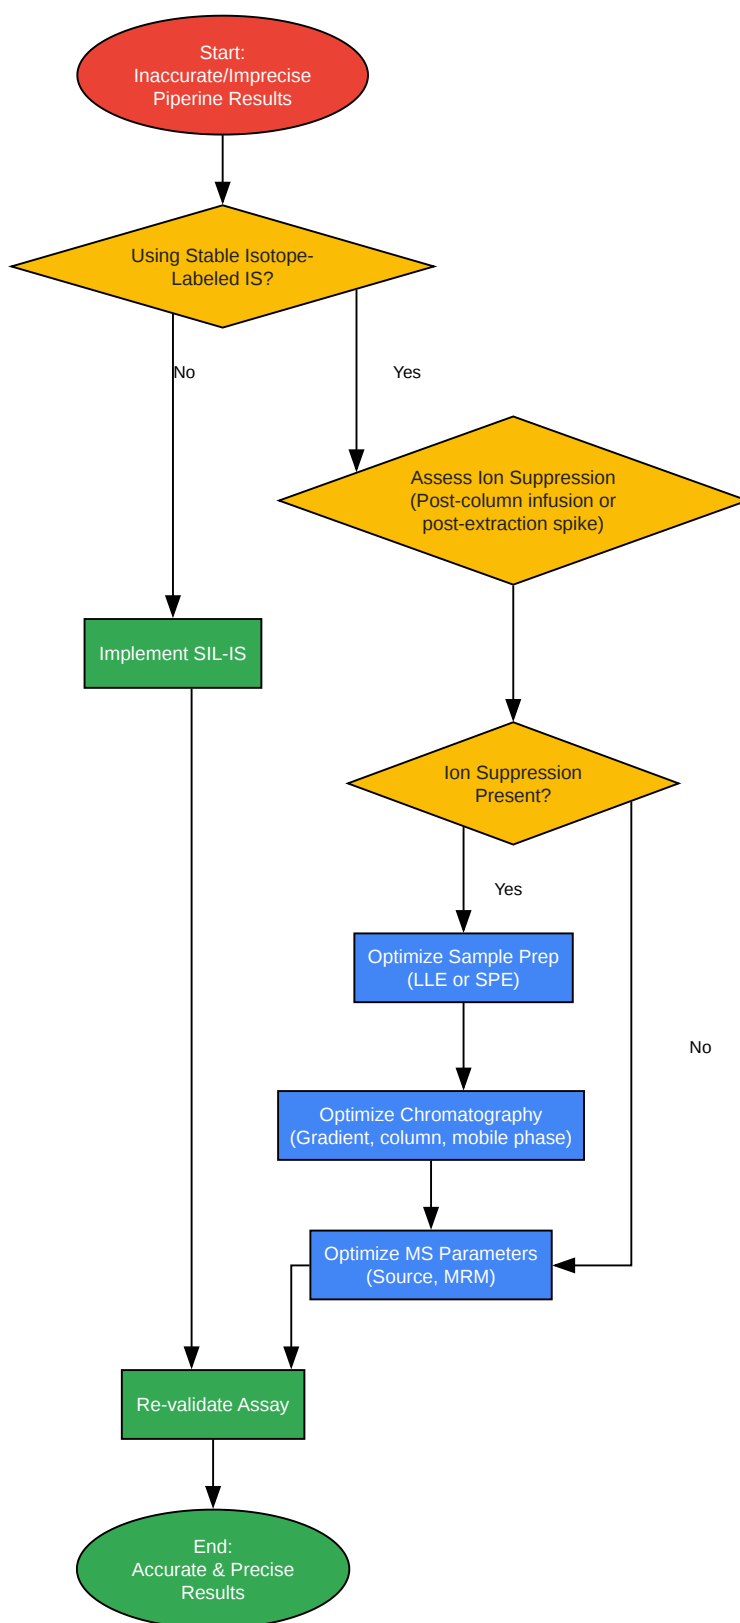 Start:
Inaccurate/Imprecise
Piperine Results
Using Stable Isotope-
Labeled IS?
No
Yes
Assess Ion Suppression
(Post-column infusion or
post-extraction spike)
Implement SIL-IS
Ion Suppression
Present?
Yes
Optimize Sample Prep
(LLE or SPE)
No
Optimize Chromatography
(Gradient, column, mobile phase)
Optimize MS Parameters
(Source, MRM)
Re-validate Assay
End:
Accurate & Precise
Results